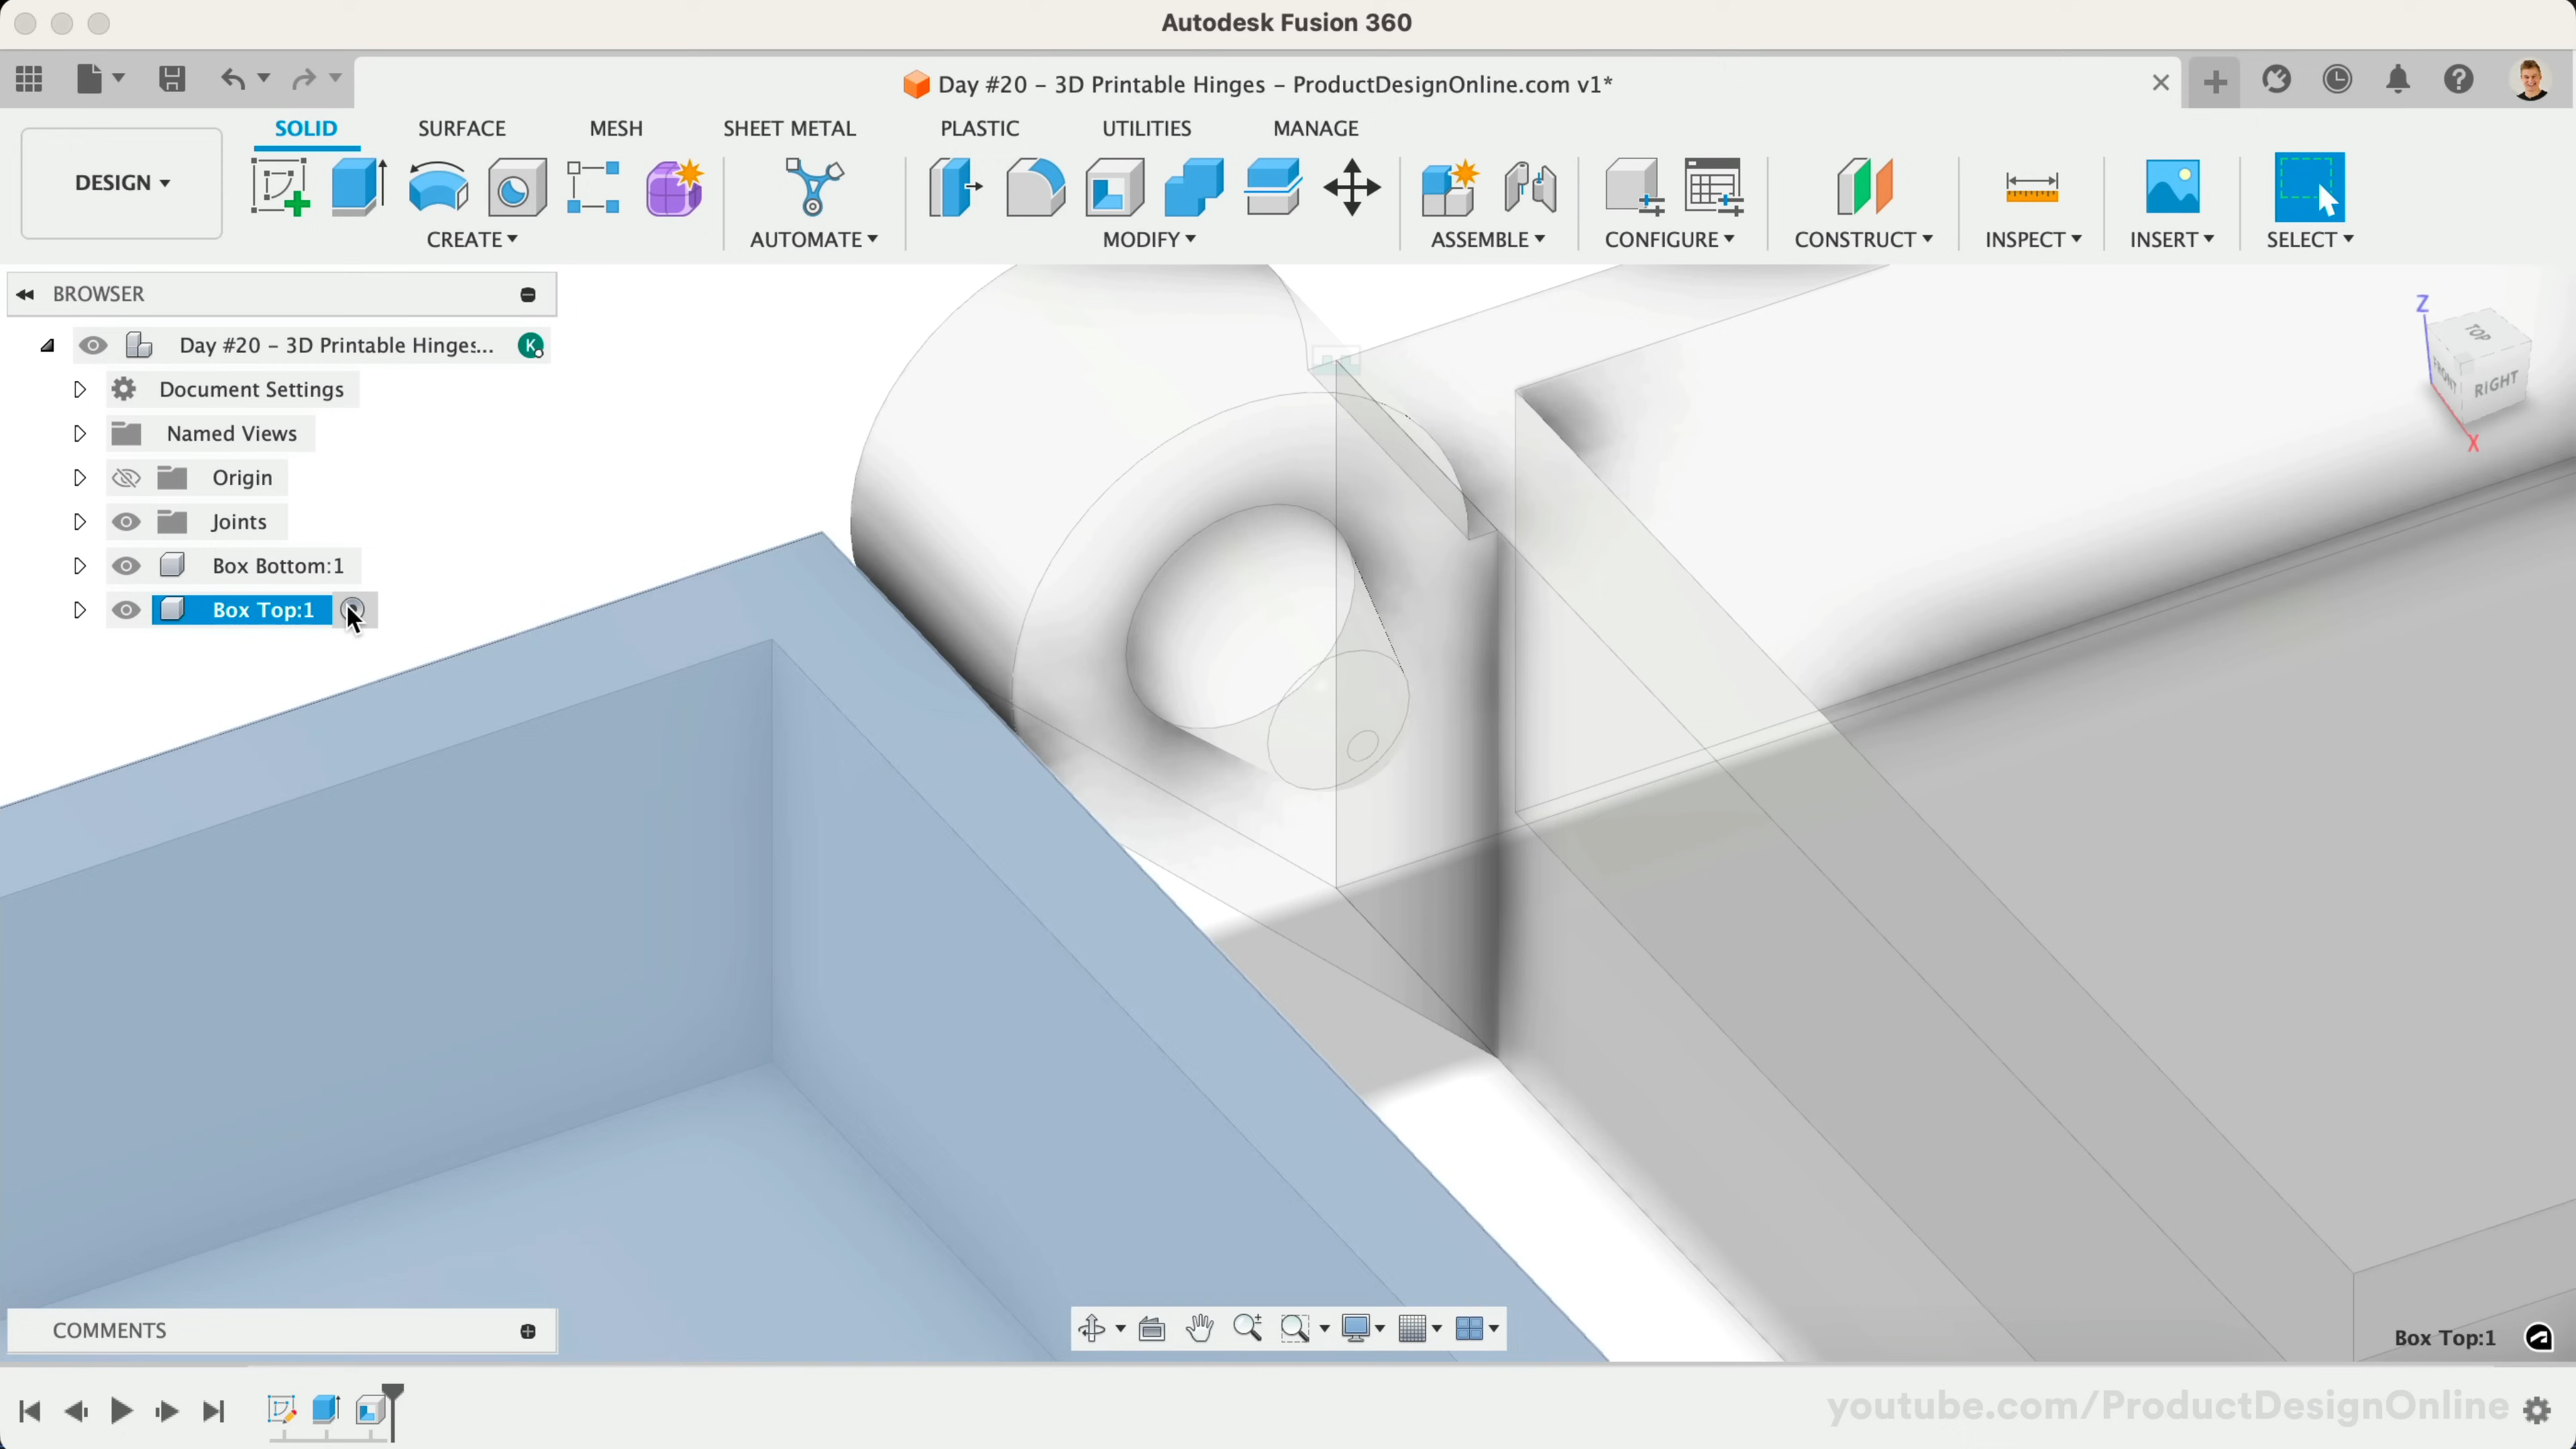 Autodesk Fusion 360
Day #20 – 3D Printable Hinges – ProductDesignOnline.com v1*
SOLID SURFACE MESH SHEET METAL PLASTIC UTILITIES MANAGE
DESIGN
CREATE AUTOMATE MODIFY ASSEMBLE CONFIGURE CONSTRUCT INSPECT INSERT SELECT
BROWSER
Day #20 – 3D Printable Hinges... K
Document Settings
Named Views
Origin
Joints
Box Bottom:1
Box Top:1
Z
TOP
FRONT
RIGHT
X
COMMENTS
Box Top:1
youtube.com/ProductDesignOnline